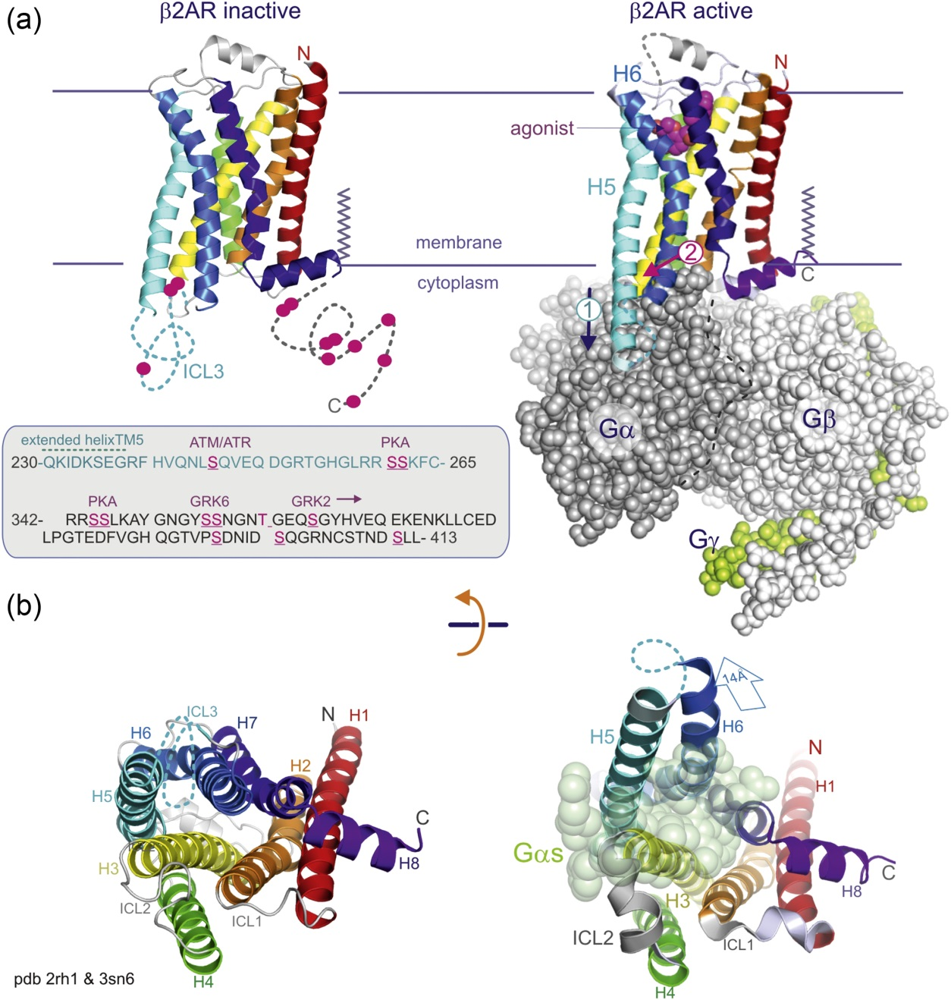 (a)
β2AR inactive
β2AR active
N
N
H6
agonist
H5
membrane
cytoplasm
2
1
C
ICL3
C
Gα
Gβ
Gγ
extended helixTM5 ATM/ATR PKA
230-QKIDKSEGRF HVQNLSQVEQ DGRTGHGLRR SSKFC- 265
PKA GRK6 GRK2
342- RRSSLKAY GNGYSSNGNT_GEQSGYHVEQ EKENKLLCED
LPGTEDFVGH QGTVPSDNID SQGRNCSTND SLL- 413
(b)
14Å
ICL3
H7
N
H1
H6
H2
H5
C
H3
H8
ICL2
ICL1
H4
H5
H6
N
H1
Gαs
C
H8
H3
ICL2
ICL1
H4
pdb 2rh1 & 3sn6